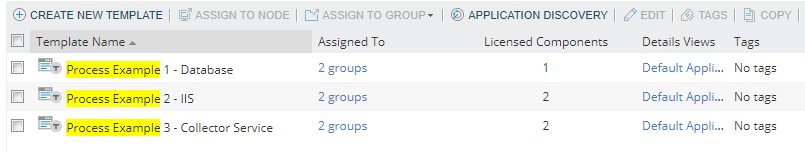 CREATE NEW TEMPLATE ASSIGN TO NODE ASSIGN TO GROUP APPLICATION DISCOVERY EDIT TAGS COPY
Template Name Assigned To Licensed Components Details Views Tags
Process Example 1 - Database 2 groups 1 Default Appli... No tags
Process Example 2 - IIS 2 groups 2 Default Appli... No tags
Process Example 3 - Collector Service 2 groups 2 Default Appli... No tags